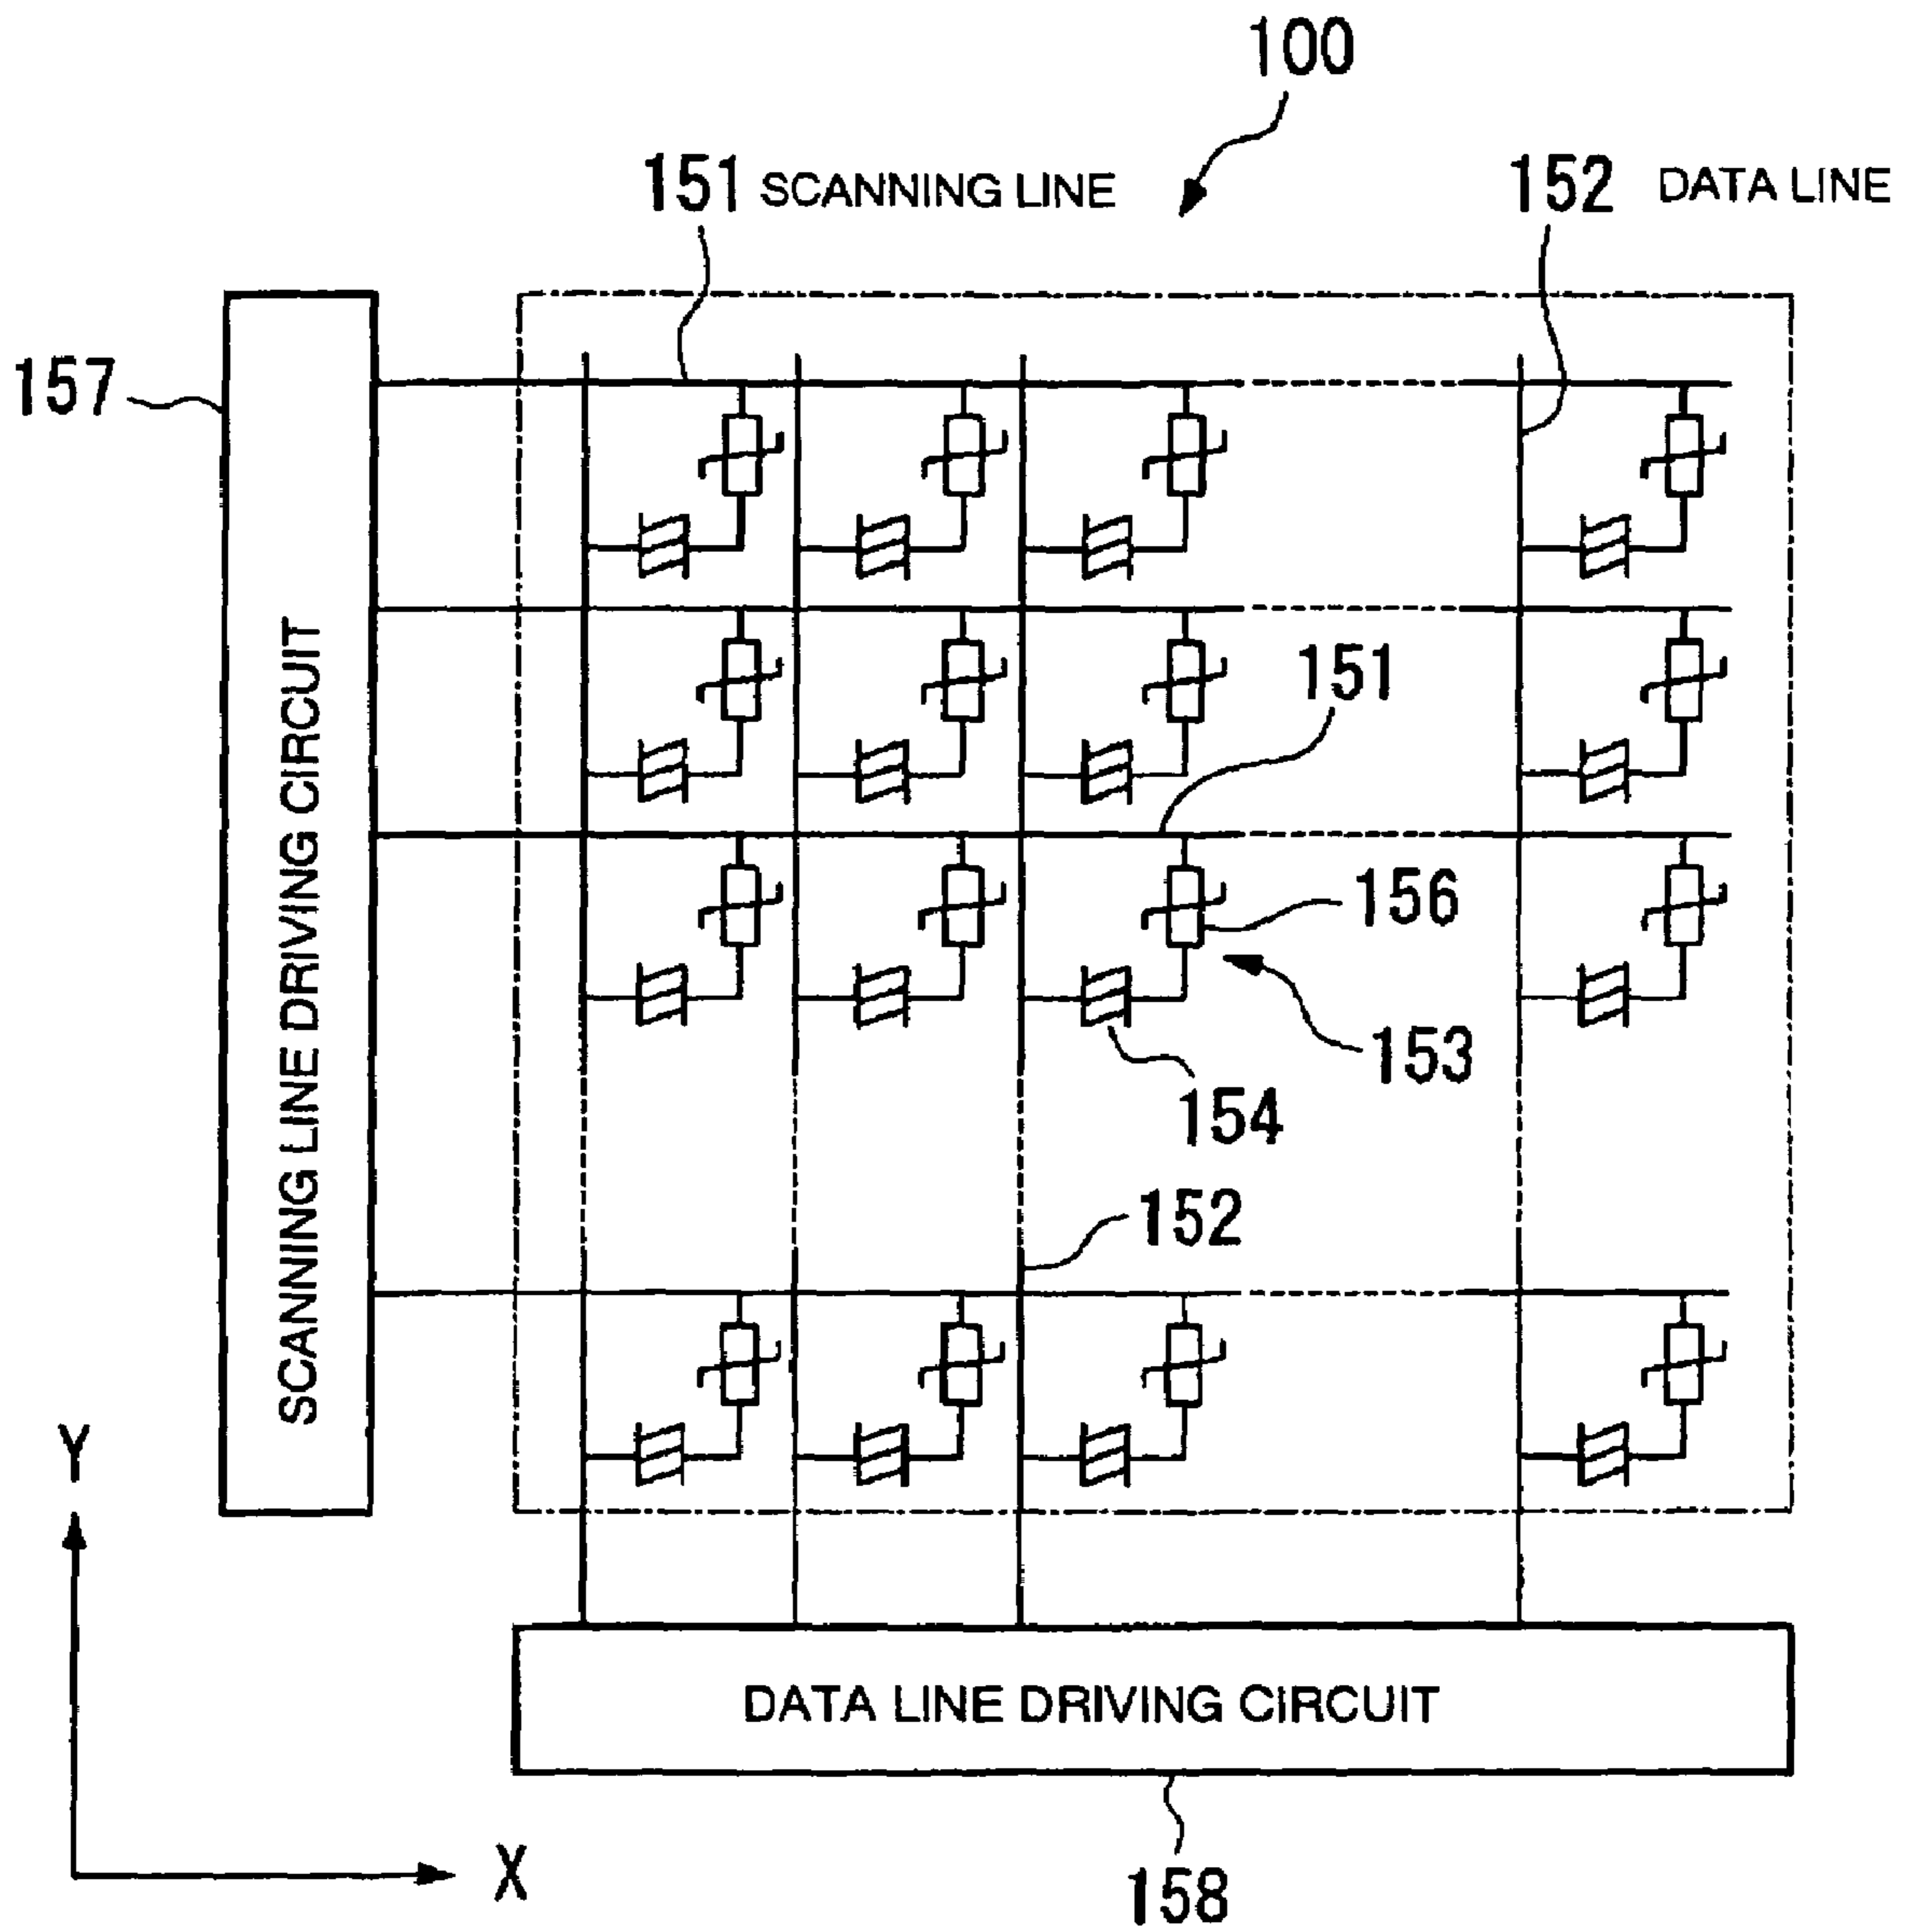 100
151 SCANNING LINE
152 DATA LINE
157
SCANNING LINE DRIVING CIRCUIT
151
156
153
154
152
Y
DATA LINE DRIVING CIRCUIT
X
158